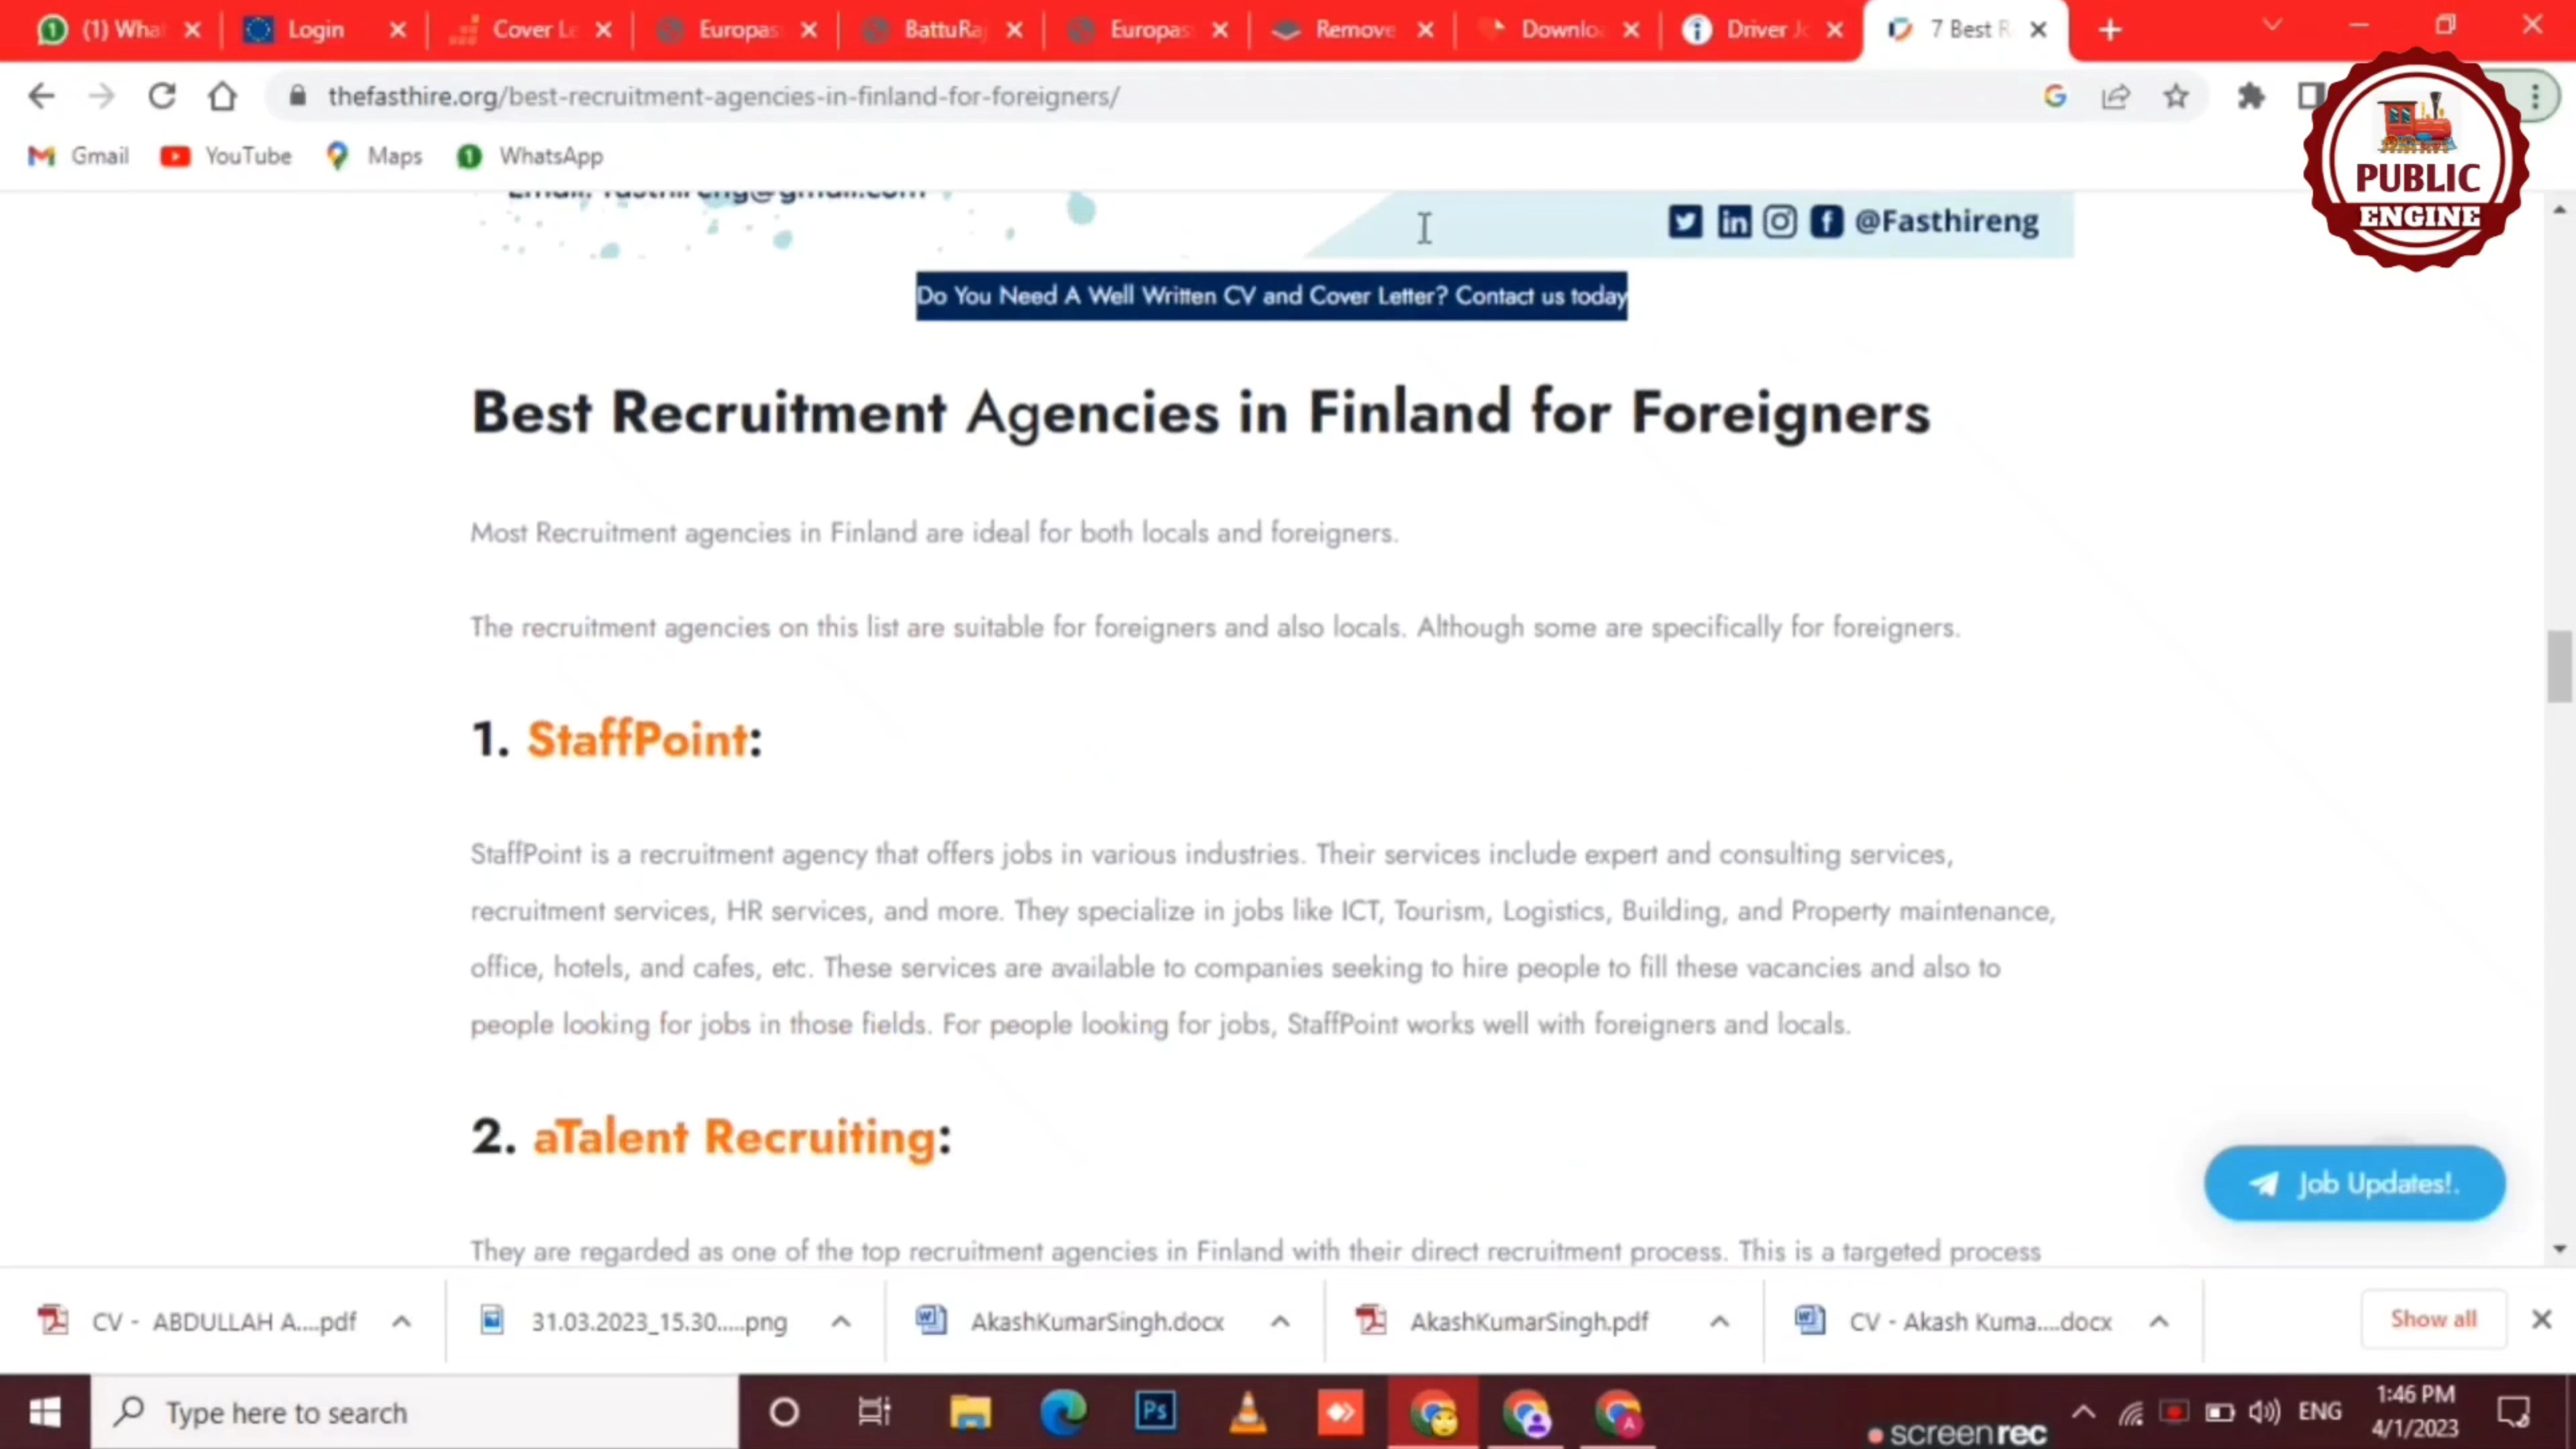 (1) Wha
Login
Cover Le
Europas
BattuRaj
Europas
Remove
Downlo
Driver Jo
7 Best R
thefasthire.org/best-recruitment-agencies-in-finland-for-foreigners/
Gmail
YouTube
Maps
WhatsApp
PUBLIC
ENGINE
Email: fasthireng@gmail.com
@Fasthireng
Do You Need A Well Written CV and Cover Letter? Contact us today
Best Recruitment Agencies in Finland for Foreigners
Most Recruitment agencies in Finland are ideal for both locals and foreigners.
The recruitment agencies on this list are suitable for foreigners and also locals. Although some are specifically for foreigners.
1. StaffPoint:
StaffPoint is a recruitment agency that offers jobs in various industries. Their services include expert and consulting services,
recruitment services, HR services, and more. They specialize in jobs like ICT, Tourism, Logistics, Building, and Property maintenance,
office, hotels, and cafes, etc. These services are available to companies seeking to hire people to fill these vacancies and also to
people looking for jobs in those fields. For people looking for jobs, StaffPoint works well with foreigners and locals.
2. aTalent Recruiting:
They are regarded as one of the top recruitment agencies in Finland with their direct recruitment process. This is a targeted process
Job Updates!.
CV - ABDULLAH A....pdf
31.03.2023_15.30.....png
AkashKumarSingh.docx
AkashKumarSingh.pdf
CV - Akash Kuma....docx
Show all
Type here to search
Ps
A
screenrec
ENG
1:46 PM
4/1/2023